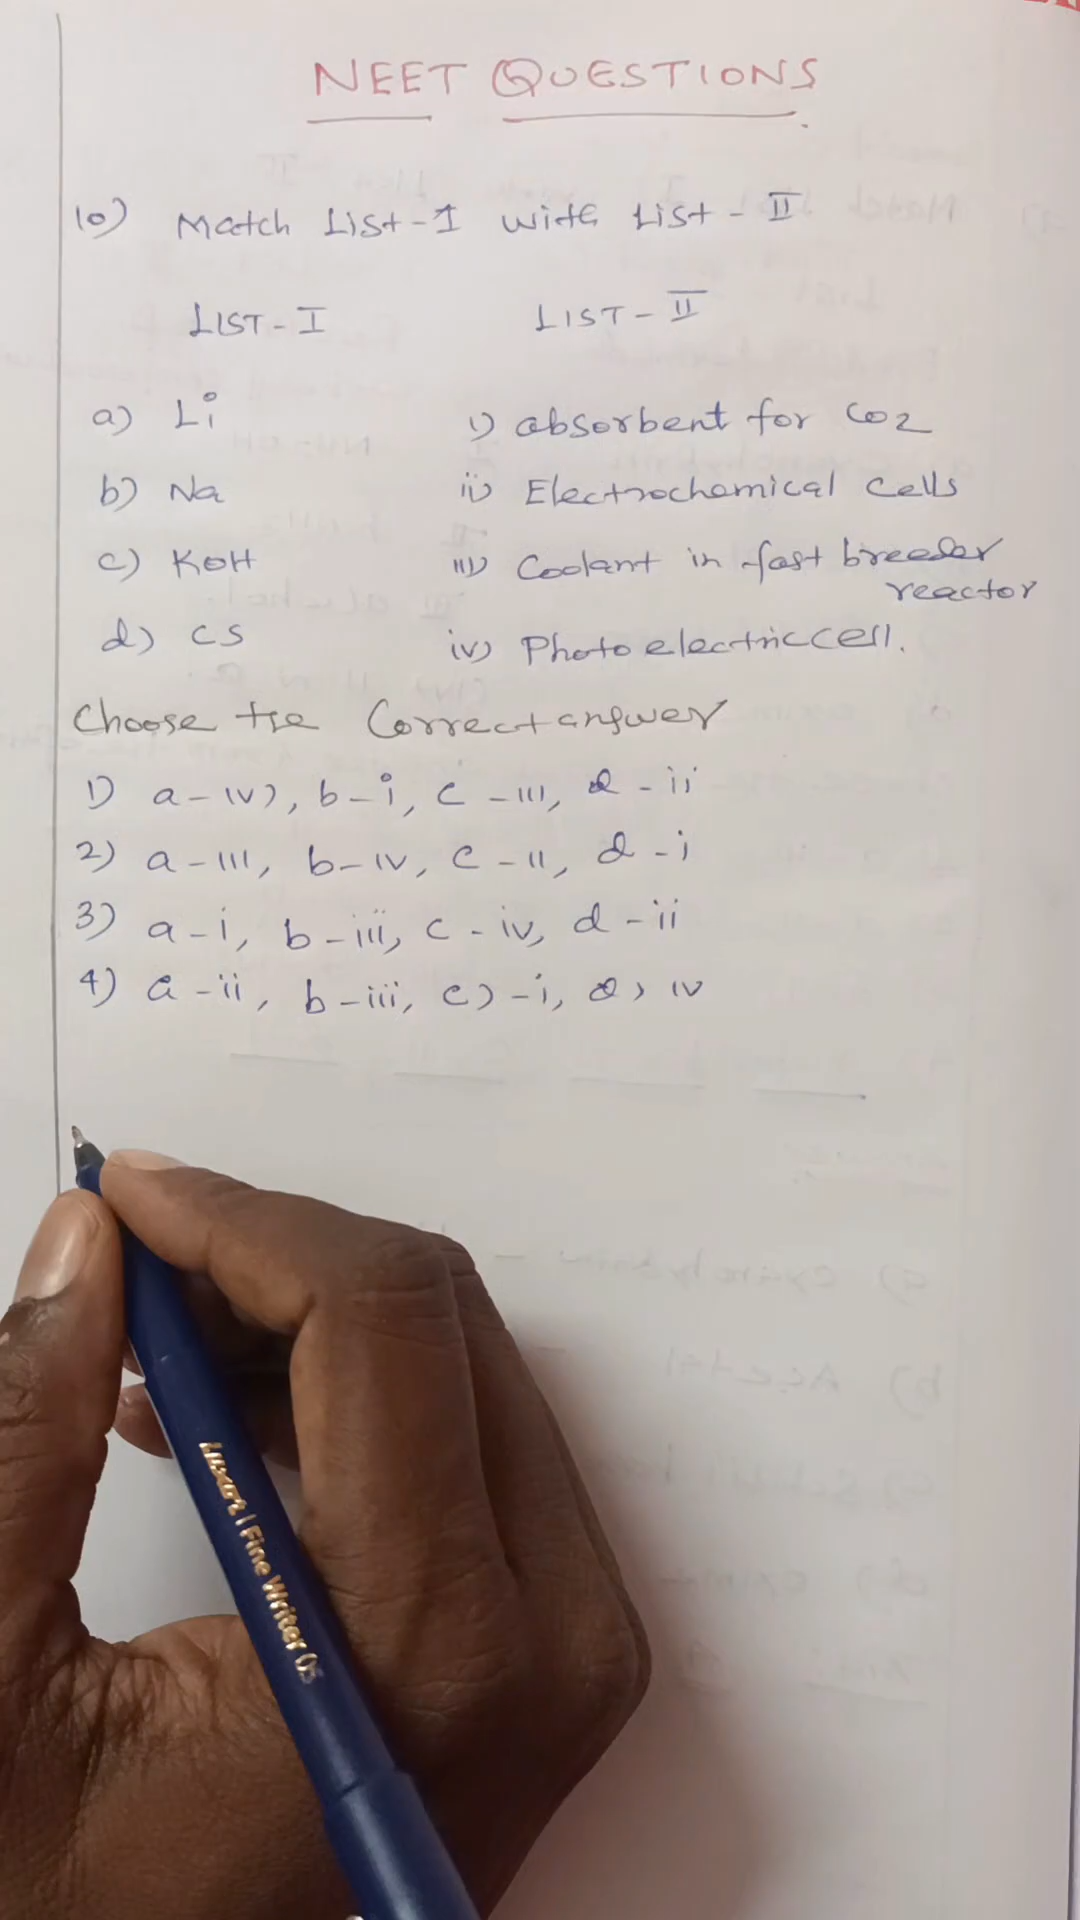 NEET QUESTIONS
10) Match List-I with List-II
LIST-I LIST-II
a) Li i) absorbent for CO2
b) Na ii) Electrochemical cells
c) KOH iii) Coolant in fast breeder
reactor
d) CS iv) Photo electric cell.
Choose the Correct answer
1) a-iv), b-i, c-iii, d-ii
2) a-III, b-IV, c-II, d-i
3) a-i, b-iii, c-iv, d-ii
4) a-ii, b-iii, c)-i, d) iv
Luxor | Fine Writer 05